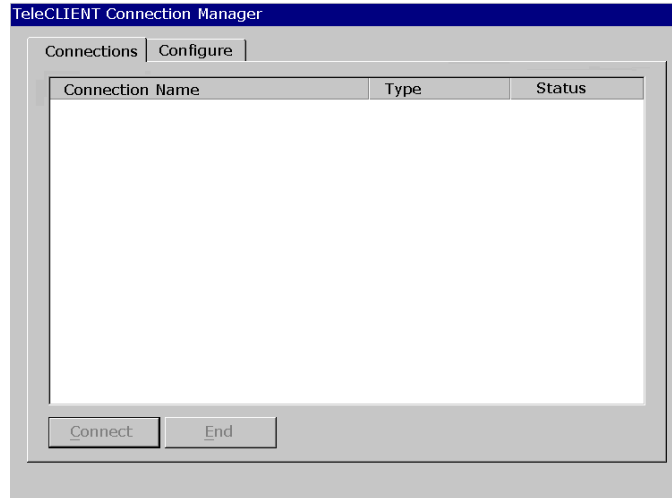 TeleCLIENT Connection Manager
Connections Configure
Connection Name Type Status
Connect End